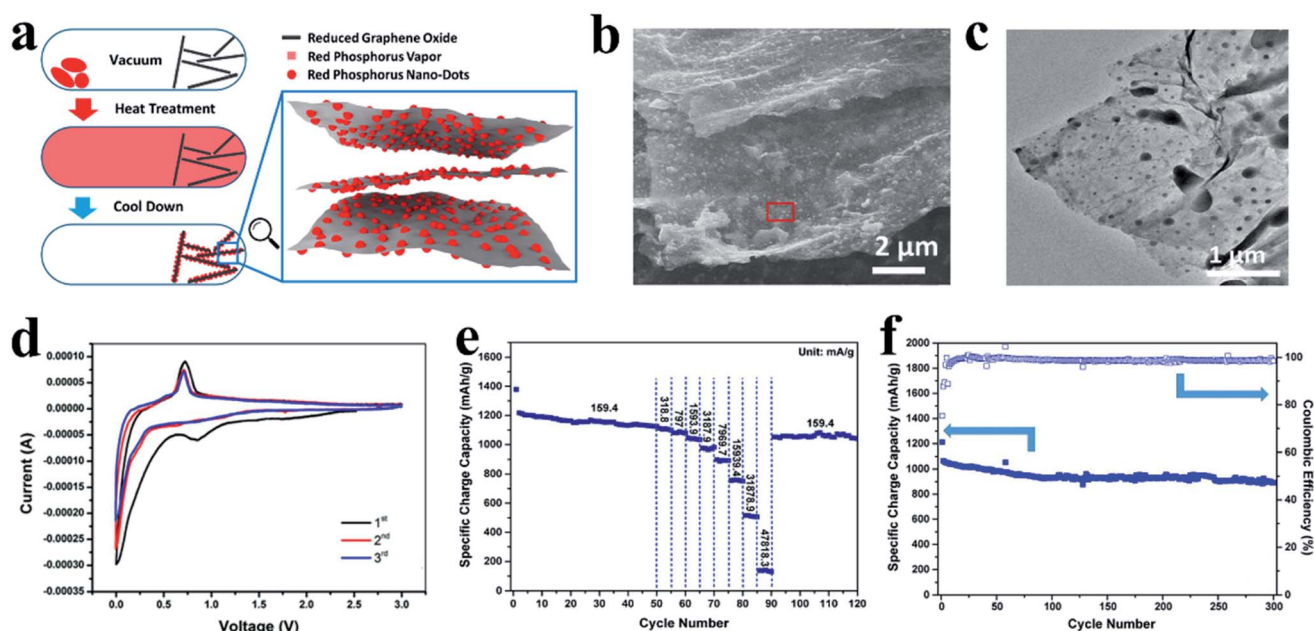 a
Vacuum
Heat Treatment
Cool Down
Reduced Graphene Oxide
Red Phosphorus Vapor
Red Phosphorus Nano-Dots
b
2 μm
c
1 μm
d
0.00010
0.00005
0.00000
-0.00005
-0.00010
-0.00015
-0.00020
-0.00025
-0.00030
-0.00035
Current (A)
1st
2nd
3rd
0.0 0.5 1.0 1.5 2.0 2.5 3.0
Voltage (V)
e
Unit: mA/g
1600
1400
1200
1000
800
600
400
200
0
Specific Charge Capacity (mAh/g)
159.4
318.8
797
1593.9
3187.9
7969.7
15939.4
31878.9
47818.3
159.4
0 10 20 30 40 50 60 70 80 90 100 110 120
Cycle Number
f
2000
1800
1600
1400
1200
1000
800
600
400
200
0
Specific Charge Capacity (mAh/g)
100
80
60
40
20
0
Coulombic Efficiency (%)
0 50 100 150 200 250 300
Cycle Number